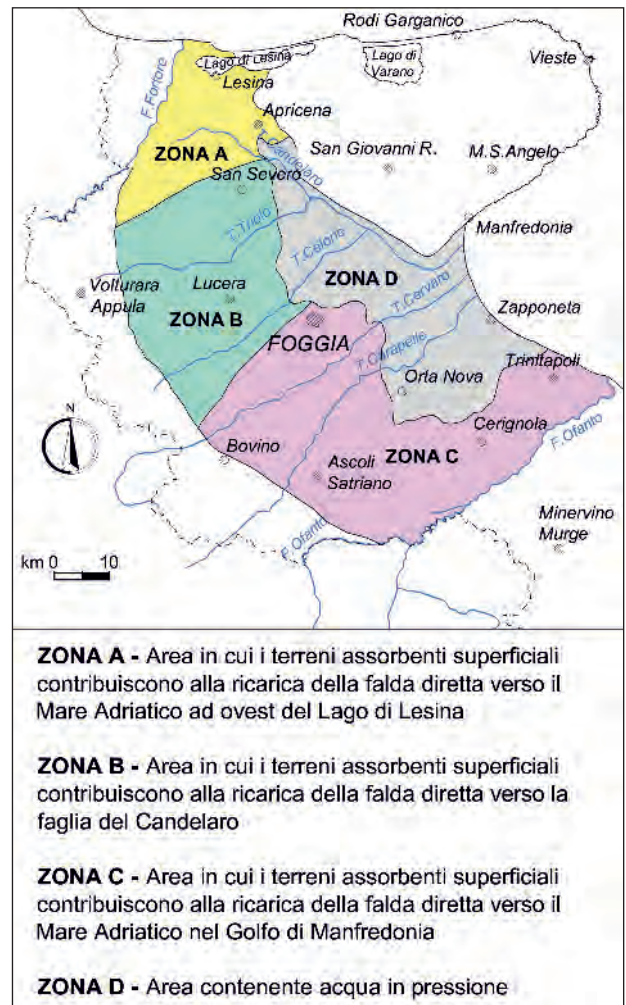 Rodi Garganico
Lago di Lesina
Lago di
Varano
Vieste
F.Fortore
Lesina
Apricena
T.Candelaro
San Giovanni R.
M.S.Angelo
ZONA A
San Severo
Manfredonia
T.Triolo
T.Celone
ZONA D
Volturara
Appula
Lucera
T.Cervaro
Zapponeta
ZONA B
FOGGIA
T.Carapelle
Trinitapoli
Orta Nova
N
Cerignola
Bovino
ZONA C
F.Ofanto
Ascoli
Satriano
F.Ofanto
Minervino
Murge
km 0 10
ZONA A - Area in cui i terreni assorbenti superficiali
contribuiscono alla ricarica della falda diretta verso il
Mare Adriatico ad ovest del Lago di Lesina
ZONA B - Area in cui i terreni assorbenti superficiali
contribuiscono alla ricarica della falda diretta verso la
faglia del Candelaro
ZONA C - Area in cui i terreni assorbenti superficiali
contribuiscono alla ricarica della falda diretta verso il
Mare Adriatico nel Golfo di Manfredonia
ZONA D - Area contenente acqua in pressione